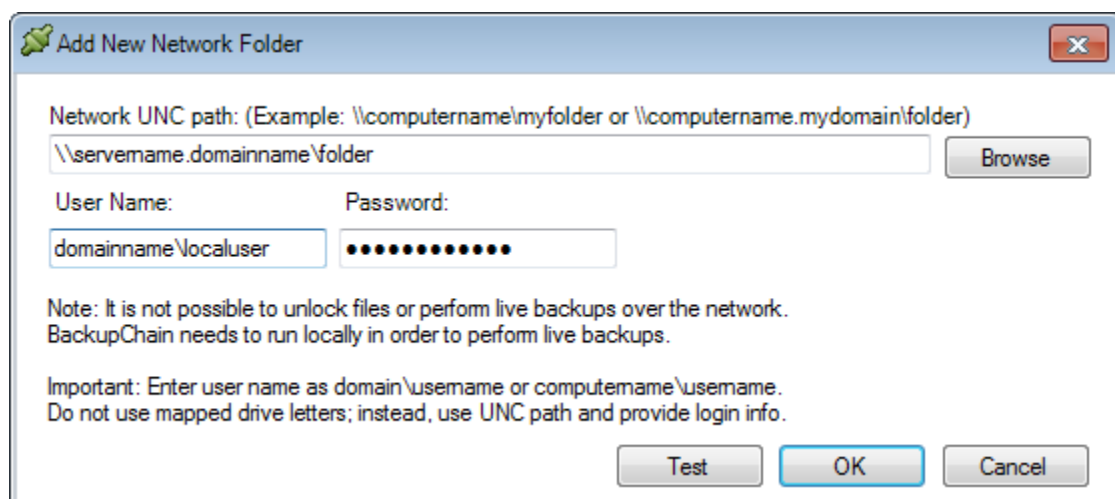 Add New Network Folder
Network UNC path: (Example: \\computername\myfolder or \\computername.mydomain\folder)
\\servername.domainname\folder
Browse
User Name: Password:
domainname\localuser ●●●●●●●●●●●●
Note: It is not possible to unlock files or perform live backups over the network.
BackupChain needs to run locally in order to perform live backups.
Important: Enter user name as domain\username or computername\username.
Do not use mapped drive letters; instead, use UNC path and provide login info.
Test OK Cancel